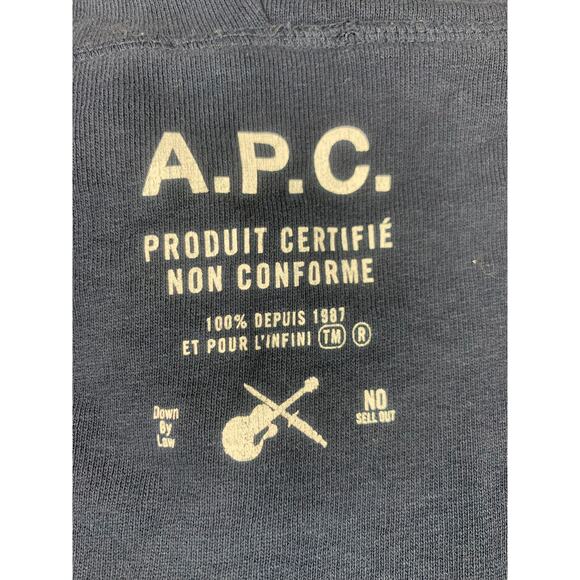 A.P.C.
PRODUIT CERTIFIÉ
NON CONFORME
100% DEPUIS 1987
ET POUR L'INFINI TM R
Down
By
Law
NO
SELL OUT